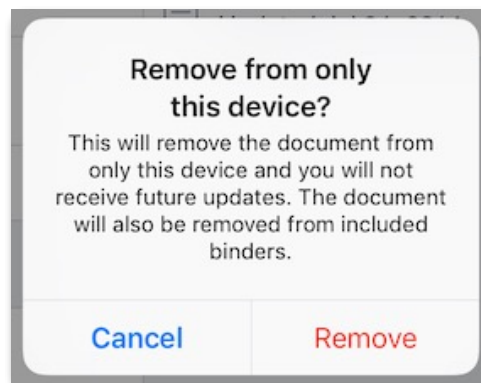 Remove from only
this device?
This will remove the document from
only this device and you will not
receive future updates. The document
will also be removed from included
binders.
Cancel
Remove